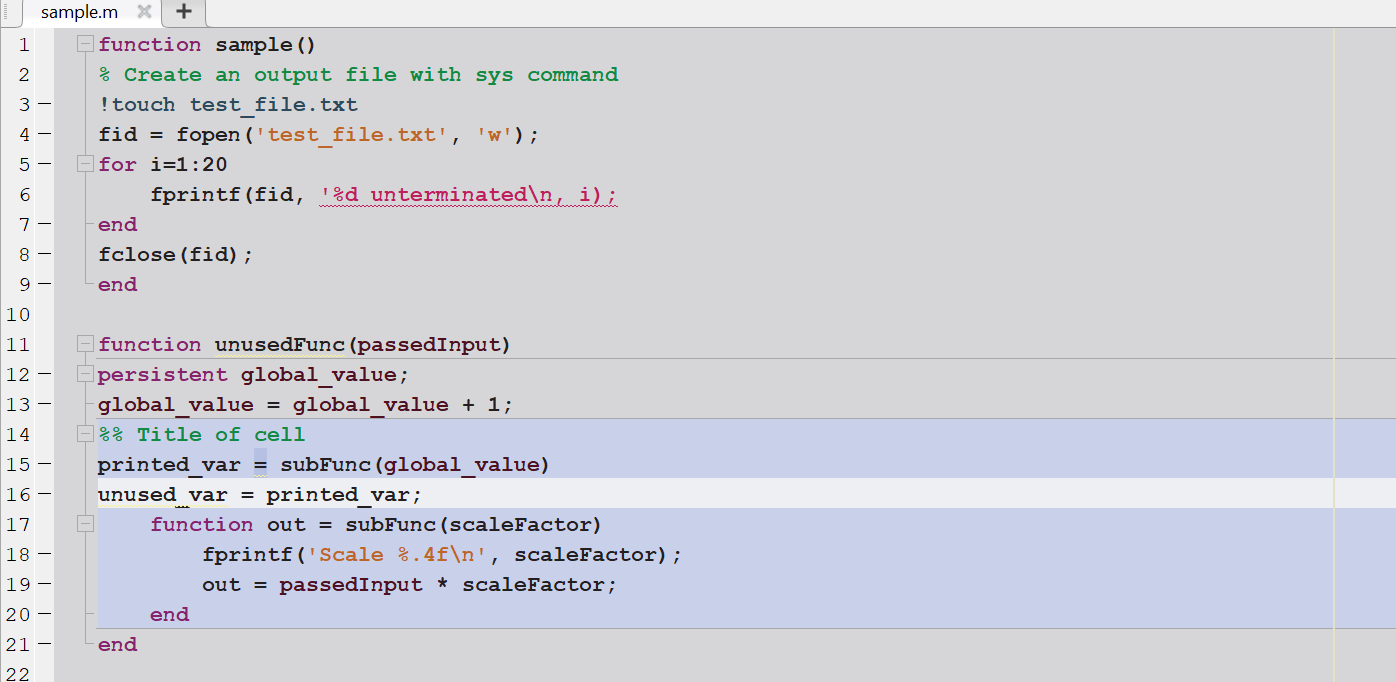 sample.m
1 function sample()
2 % Create an output file with sys command
3 !touch test_file.txt
4 fid = fopen('test_file.txt', 'w');
5 for i=1:20
6     fprintf(fid, '%d unterminated\n, i);
7 end
8 fclose(fid);
9 end
10
11 function unusedFunc(passedInput)
12 persistent global_value;
13 global_value = global_value + 1;
14 %% Title of cell
15 printed_var = subFunc(global_value)
16 unused_var = printed_var;
17     function out = subFunc(scaleFactor)
18         fprintf('Scale %.4f\n', scaleFactor);
19         out = passedInput * scaleFactor;
20     end
21 end
22